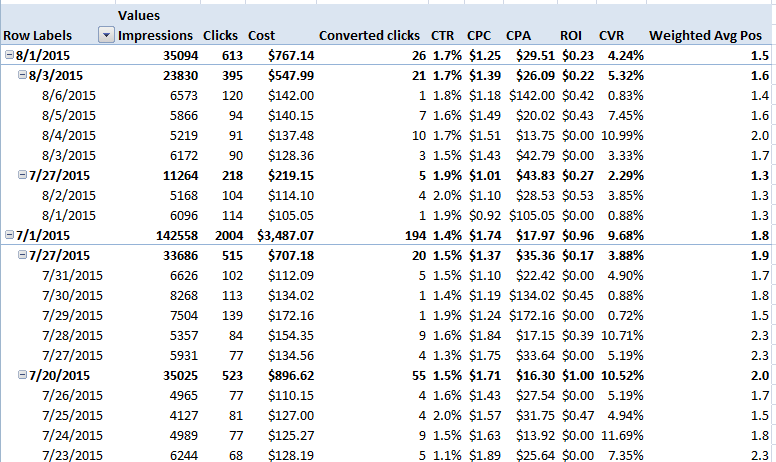 Values
Row Labels Impressions Clicks Cost Converted clicks CTR CPC CPA ROI CVR Weighted Avg Pos
8/1/2015 35094 613 $767.14 26 1.7% $1.25 $29.51 $0.23 4.24% 1.5
8/3/2015 23830 395 $547.99 21 1.7% $1.39 $26.09 $0.22 5.32% 1.6
8/6/2015 6573 120 $142.00 1 1.8% $1.18 $142.00 $0.42 0.83% 1.4
8/5/2015 5866 94 $140.15 7 1.6% $1.49 $20.02 $0.43 7.45% 1.6
8/4/2015 5219 91 $137.48 10 1.7% $1.51 $13.75 $0.00 10.99% 2.0
8/3/2015 6172 90 $128.36 3 1.5% $1.43 $42.79 $0.00 3.33% 1.7
7/27/2015 11264 218 $219.15 5 1.9% $1.01 $43.83 $0.27 2.29% 1.3
8/2/2015 5168 104 $114.10 4 2.0% $1.10 $28.53 $0.53 3.85% 1.3
8/1/2015 6096 114 $105.05 1 1.9% $0.92 $105.05 $0.00 0.88% 1.3
7/1/2015 142558 2004 $3,487.07 194 1.4% $1.74 $17.97 $0.96 9.68% 1.8
7/27/2015 33686 515 $707.18 20 1.5% $1.37 $35.36 $0.17 3.88% 1.9
7/31/2015 6626 102 $112.09 5 1.5% $1.10 $22.42 $0.00 4.90% 1.7
7/30/2015 8268 113 $134.02 1 1.4% $1.19 $134.02 $0.45 0.88% 1.8
7/29/2015 7504 139 $172.16 1 1.9% $1.24 $172.16 $0.00 0.72% 1.5
7/28/2015 5357 84 $154.35 9 1.6% $1.84 $17.15 $0.39 10.71% 2.3
7/27/2015 5931 77 $134.56 4 1.3% $1.75 $33.64 $0.00 5.19% 2.3
7/20/2015 35025 523 $896.62 55 1.5% $1.71 $16.30 $1.00 10.52% 2.0
7/26/2015 4965 77 $110.15 4 1.6% $1.43 $27.54 $0.00 5.19% 1.7
7/25/2015 4127 81 $127.00 4 2.0% $1.57 $31.75 $0.47 4.94% 1.5
7/24/2015 4989 77 $125.27 9 1.5% $1.63 $13.92 $0.00 11.69% 1.8
7/23/2015 6244 68 $128.19 5 1.1% $1.89 $25.64 $0.00 7.35% 2.3